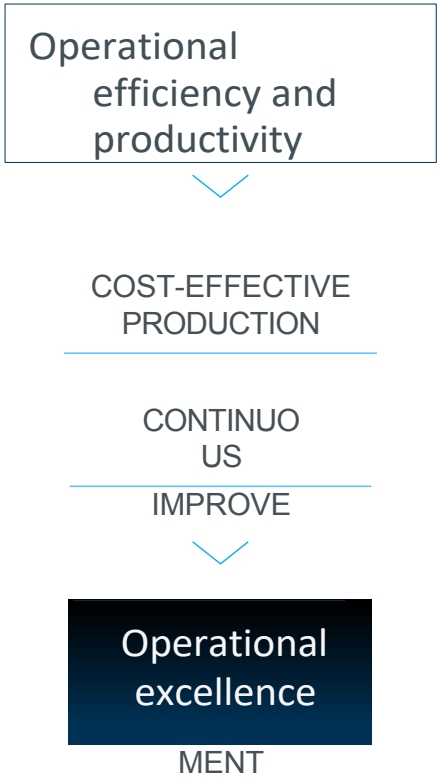 Operational
efficiency and
productivity
COST-EFFECTIVE
PRODUCTION
CONTINUO
US
IMPROVE
Operational
excellence
MENT